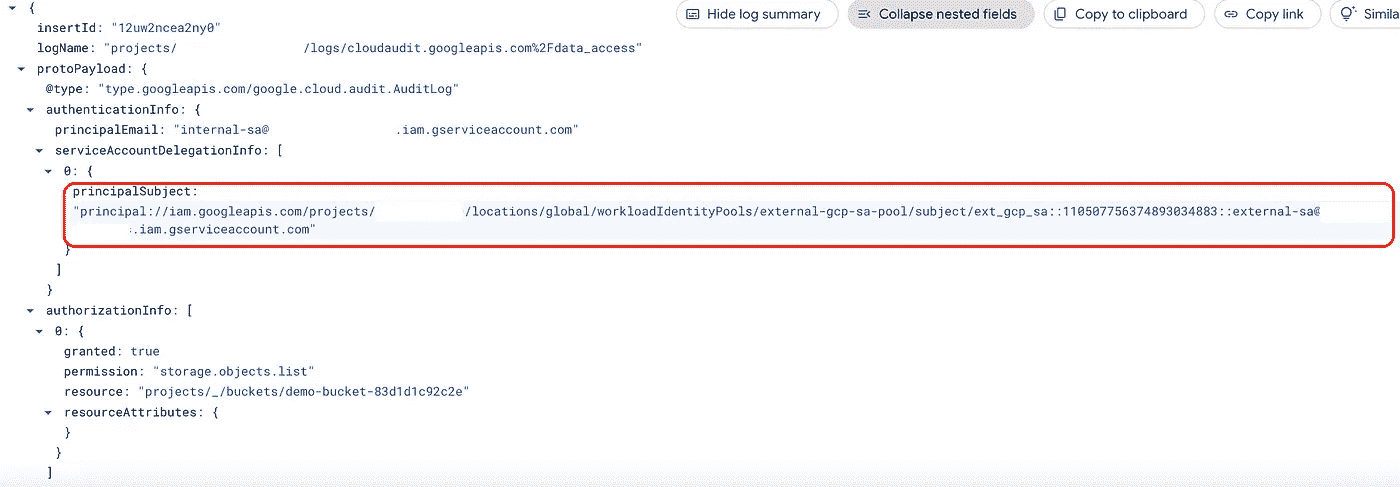 {
Hide log summary Collapse nested fields Copy to clipboard Copy link Simila
insertId: "12uw2ncea2ny0"
logName: "projects/ /logs/cloudaudit.googleapis.com%2Fdata_access"
protoPayload: {
@type: "type.googleapis.com/google.cloud.audit.AuditLog"
authenticationInfo: {
principalEmail: "internal-sa@ .iam.gserviceaccount.com"
serviceAccountDelegationInfo: [
0: {
principalSubject:
"principal://iam.googleapis.com/projects/ /locations/global/workloadIdentityPools/external-gcp-sa-pool/subject/ext_gcp_sa::110507756374893034883::external-sa@
.iam.gserviceaccount.com"
}
]
}
authorizationInfo: [
0: {
granted: true
permission: "storage.objects.list"
resource: "projects/_/buckets/demo-bucket-83d1d1c92c2e"
resourceAttributes: {
}
}
]